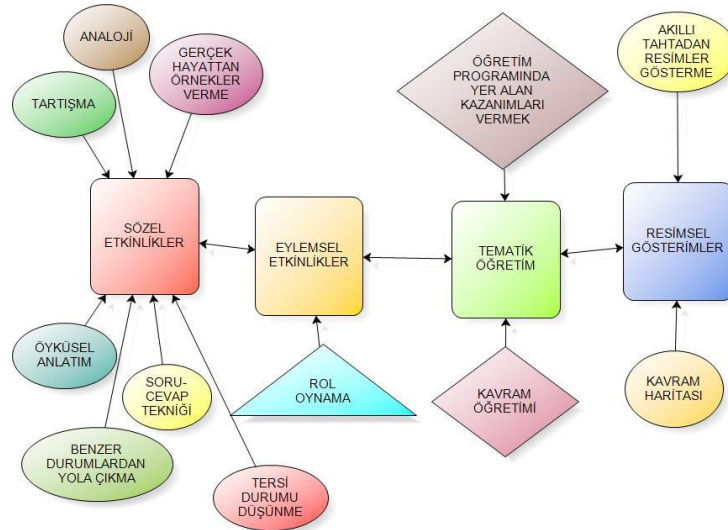 ANALOJİ
GERÇEK
HAYATTAN
ÖRNEKLER
VERME
TARTIŞMA
ÖĞRETİM
PROGRAMINDA
YER ALAN
KAZANIMLARI
VERMEK
AKILLI
TAHTADAN
RESİMLER
GÖSTERME
SÖZEL
ETKİNLİKLER
EYLEMSEL
ETKİNLİKLER
TEMATİK
ÖĞRETİM
RESİMSEL
GÖSTERİMLER
ÖYKÜSEL
ANLATIM
SORU-
CEVAP
TEKNİĞİ
ROL
OYNAMA
KAVRAM
ÖĞRETİMİ
KAVRAM
HARİTASI
BENZER
DURUMLARDAN
YOLA ÇIKMA
TERSİ
DURUMU
DÜŞÜNME